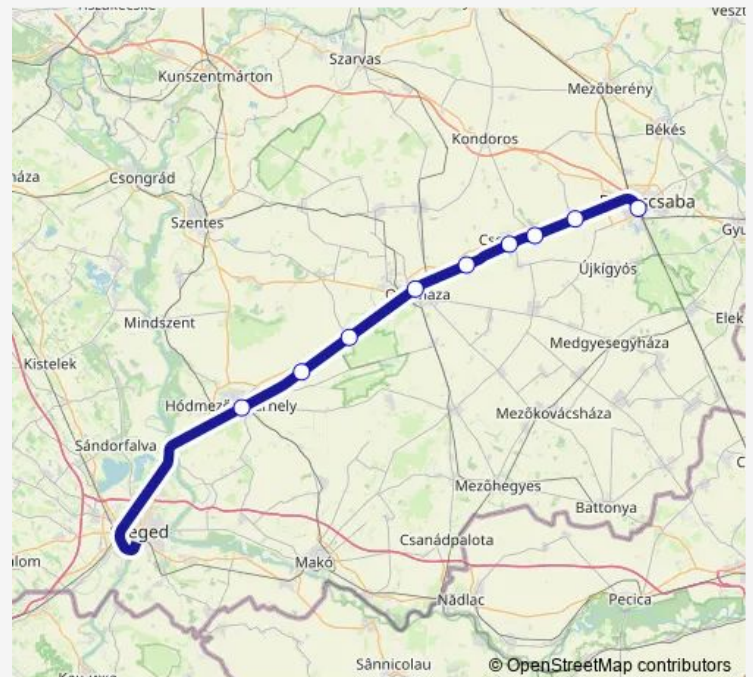 Kunszentmárton
Szarvas
Mezőberény
Kondoros
Békés
Csongrád
Szentes
Újkígyós
Mindszent
Elek
Medgyesegyháza
Kistelek
Mezőkovácsháza
Sándorfalva
Mezőhegyes
Battonya
Csanádpalota
Makó
Nădlac
Pecica
Sânnicolau
© OpenStreetMap contributors